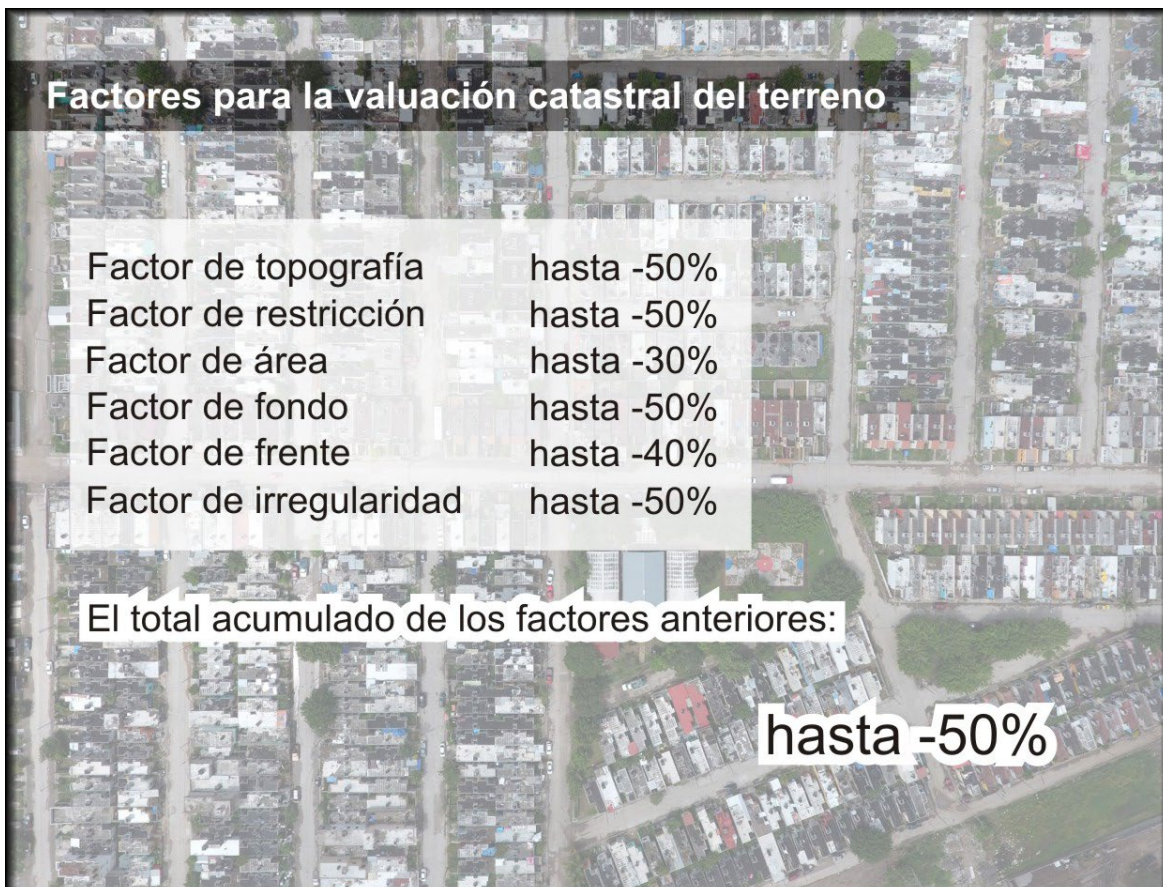 Factores para la valuación catastral del terreno
Factor de topografía hasta -50%
Factor de restricción hasta -50%
Factor de área hasta -30%
Factor de fondo hasta -50%
Factor de frente hasta -40%
Factor de irregularidad hasta -50%
El total acumulado de los factores anteriores:
hasta -50%